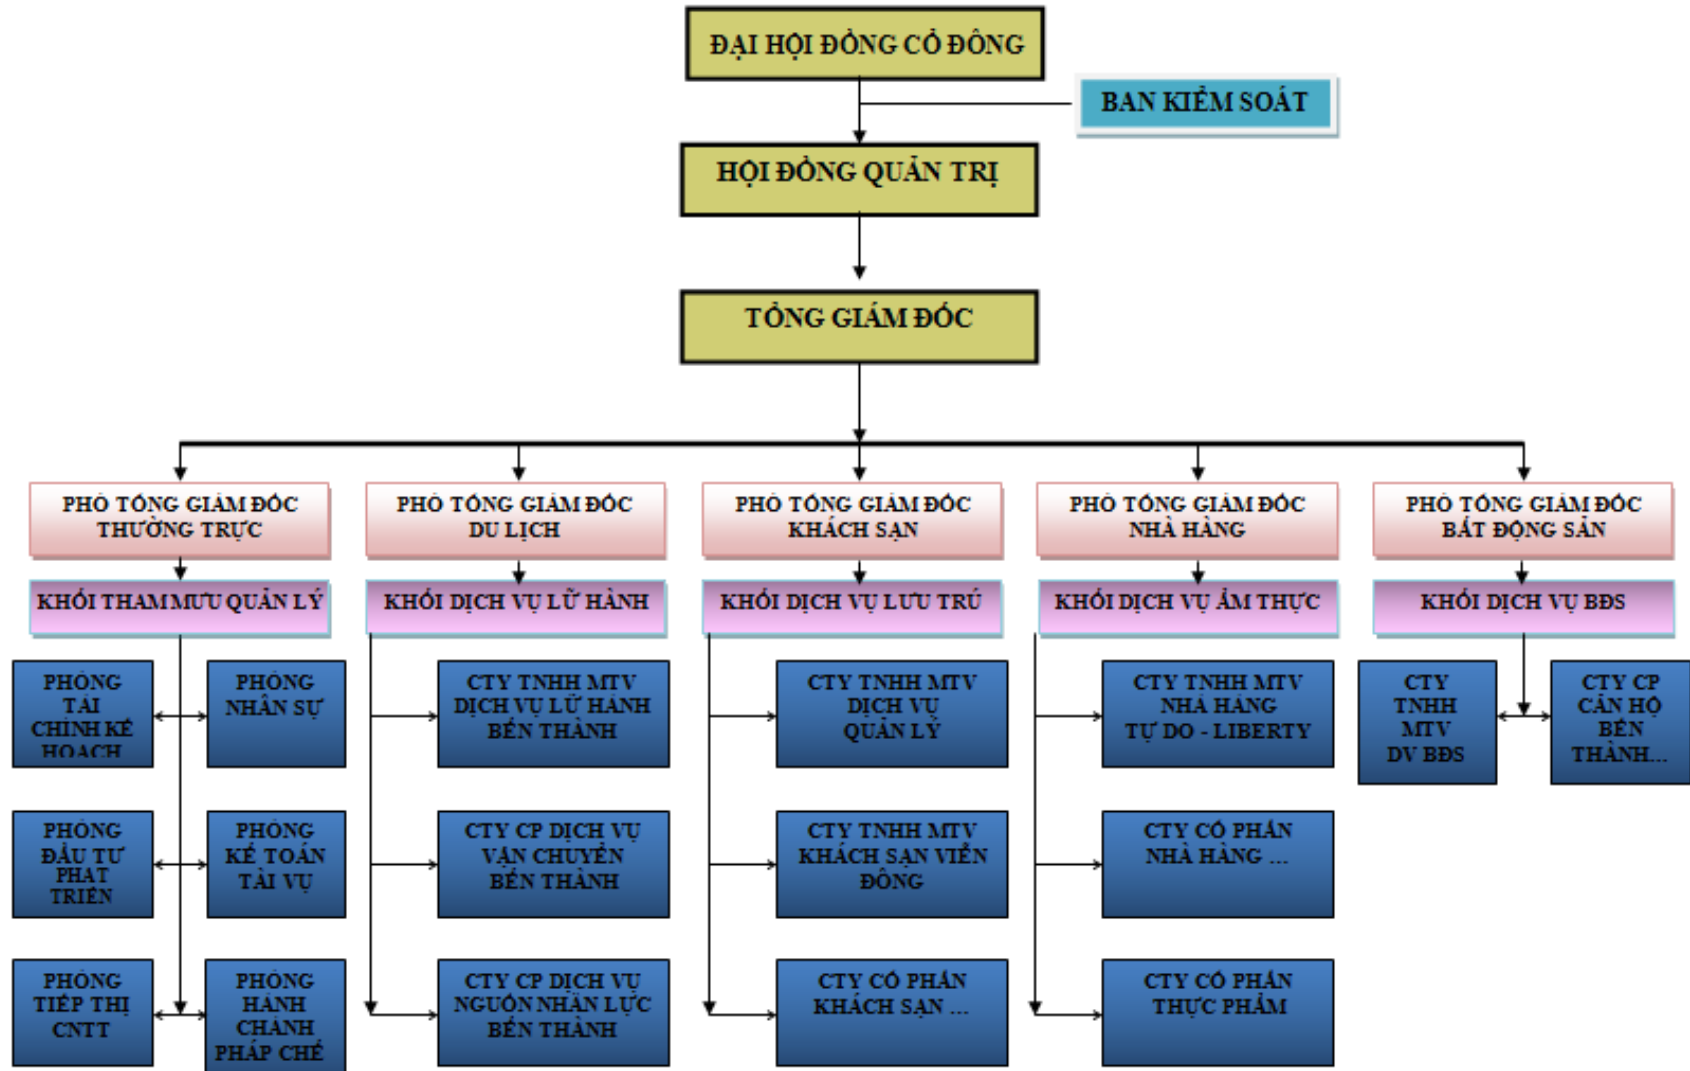 ĐẠI HỘI ĐỒNG CỔ ĐÔNG
BAN KIỂM SOÁT
HỘI ĐỒNG QUẢN TRỊ
TỔNG GIÁM ĐỐC
PHÓ TỔNG GIÁM ĐỐC
THƯỜNG TRỰC
PHÓ TỔNG GIÁM ĐỐC
DU LỊCH
PHÓ TỔNG GIÁM ĐỐC
KHÁCH SẠN
PHÓ TỔNG GIÁM ĐỐC
NHÀ HÀNG
PHÓ TỔNG GIÁM ĐỐC
BẤT ĐỘNG SẢN
KHỐI THAM MƯU QUẢN LÝ
KHỐI DỊCH VỤ LỮ HÀNH
KHỐI DỊCH VỤ LƯU TRÚ
KHỐI DỊCH VỤ ẨM THỰC
KHỐI DỊCH VỤ BĐS
PHÒNG
TÀI
CHÍNH KẾ
HOẠCH
PHÒNG
NHÂN SỰ
CTY TNHH MTV
DỊCH VỤ LỮ HÀNH
BẾN THÀNH
CTY TNHH MTV
DỊCH VỤ
QUẢN LÝ
CTY TNHH MTV
NHÀ HÀNG
TỰ DO - LIBERTY
CTY
TNHH
MTV
DV BĐS
CTY CP
CĂN HỘ
BẾN
THÀNH...
PHÒNG
ĐẦU TƯ
PHÁT
TRIỂN
PHÒNG
KẾ TOÁN
TÀI VỤ
CTY CP DỊCH VỤ
VẬN CHUYỂN
BẾN THÀNH
CTY TNHH MTV
KHÁCH SẠN VIỄN
ĐÔNG
CTY CỔ PHẦN
NHÀ HÀNG ...
PHÒNG
TIẾP THỊ
CNTT
PHÒNG
HÀNH
CHÁNH
PHÁP CHẾ
CTY CP DỊCH VỤ
NGUỒN NHÂN LỰC
BẾN THÀNH
CTY CỔ PHẦN
KHÁCH SẠN ...
CTY CỔ PHẦN
THỰC PHẨM